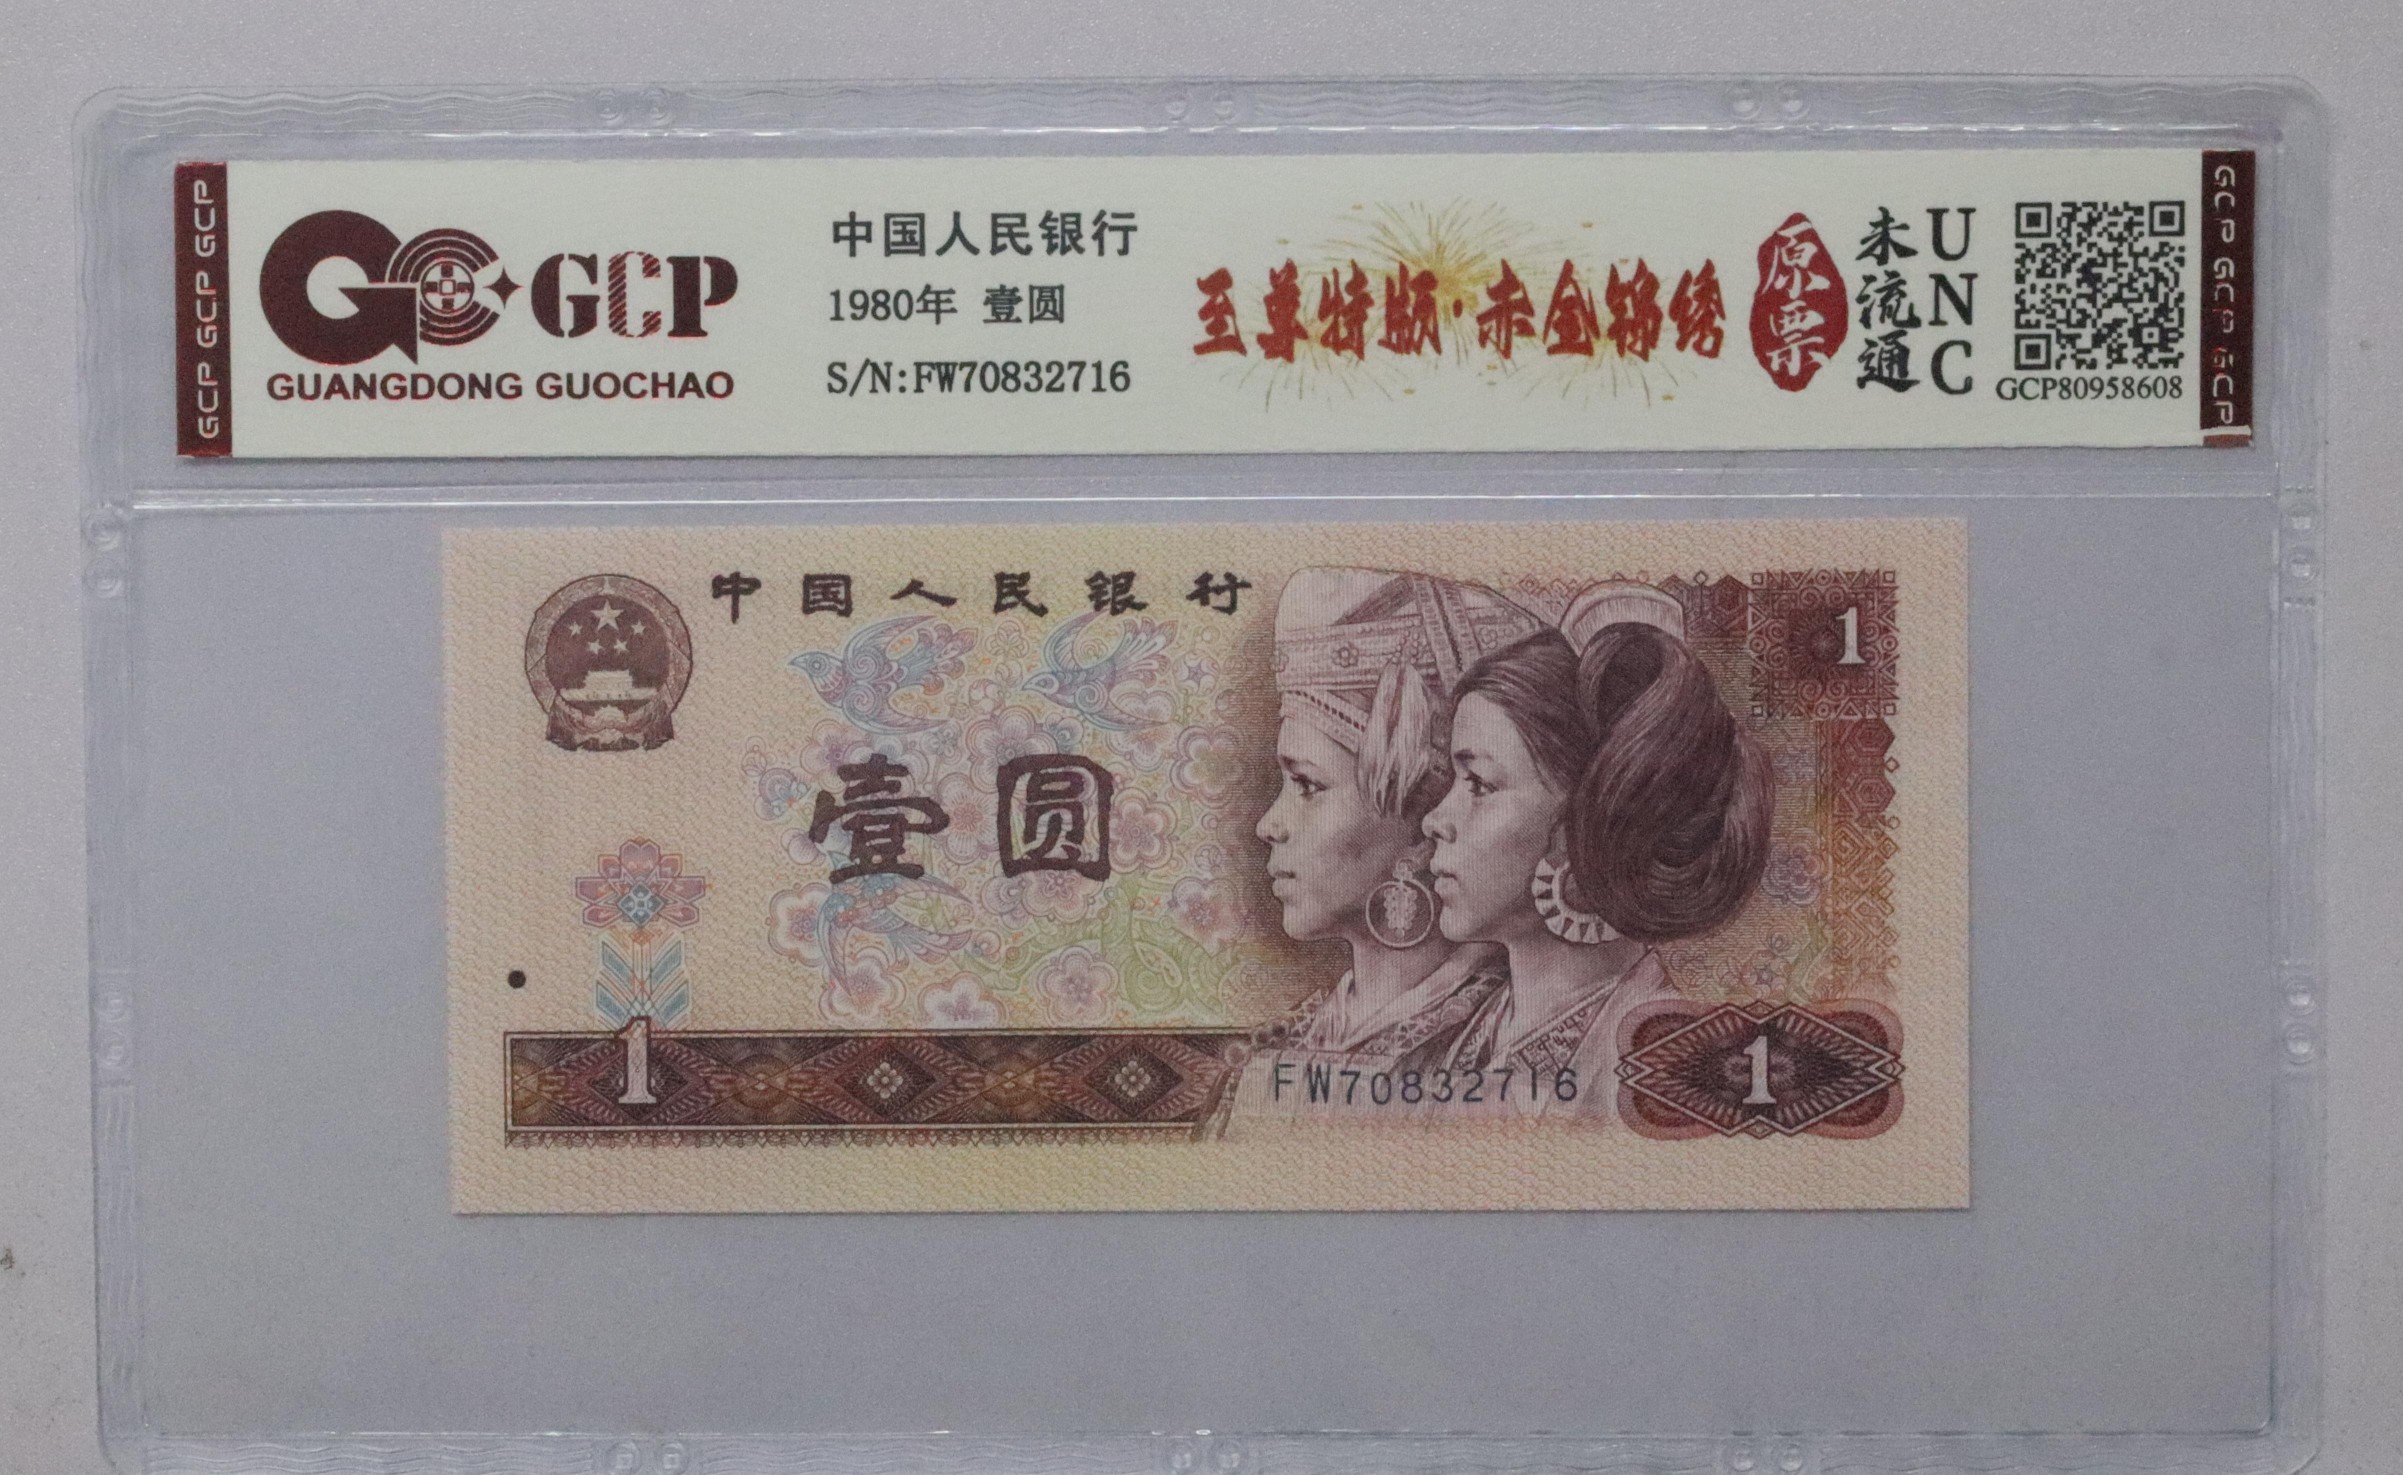 GCP GCP GCP
GCP
GUANGDONG GUOCHAO
中国人民银行
1980年 壹圆
S/N:FW70832716
至尊特版·赤金锦绣
原票
未流通
UNC
GCP80958608
GCP GCP GCP
中国人民银行
1
壹圆
1
FW70832716
1